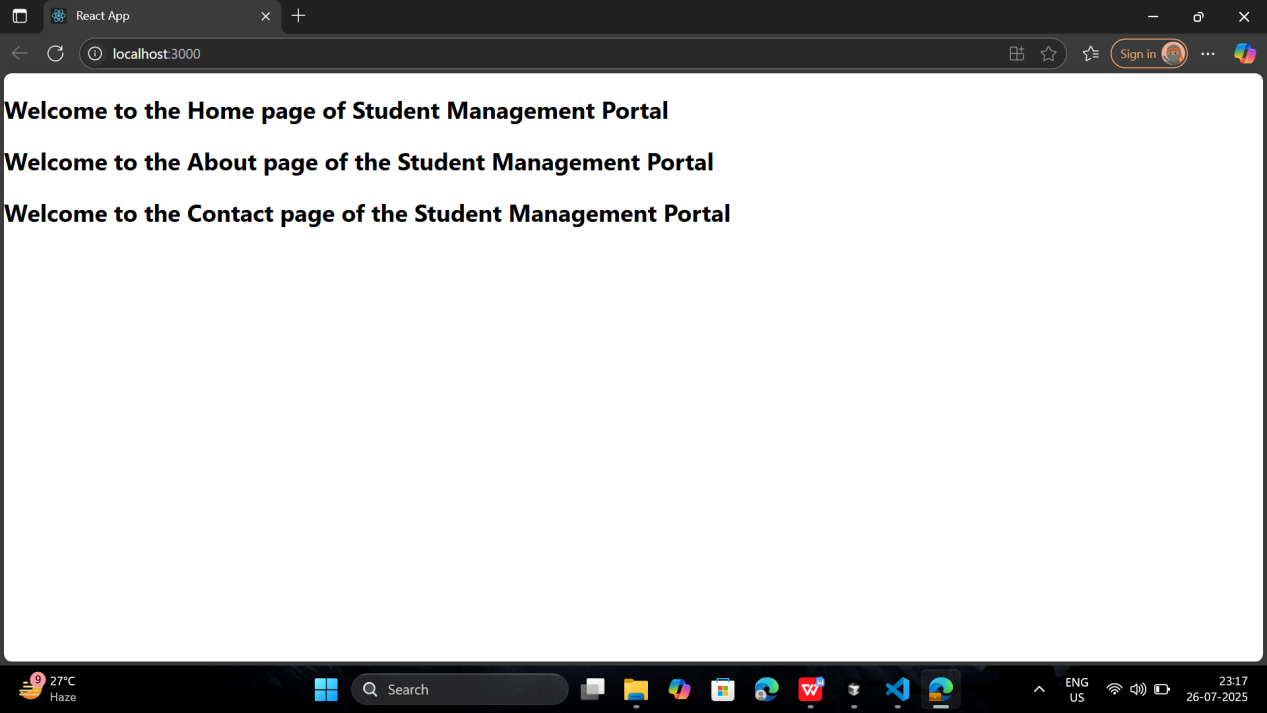 React App
localhost:3000
Sign in
Welcome to the Home page of Student Management Portal
Welcome to the About page of the Student Management Portal
Welcome to the Contact page of the Student Management Portal
9
27°C
Haze
Search
W
ENG
US
23:17
26-07-2025